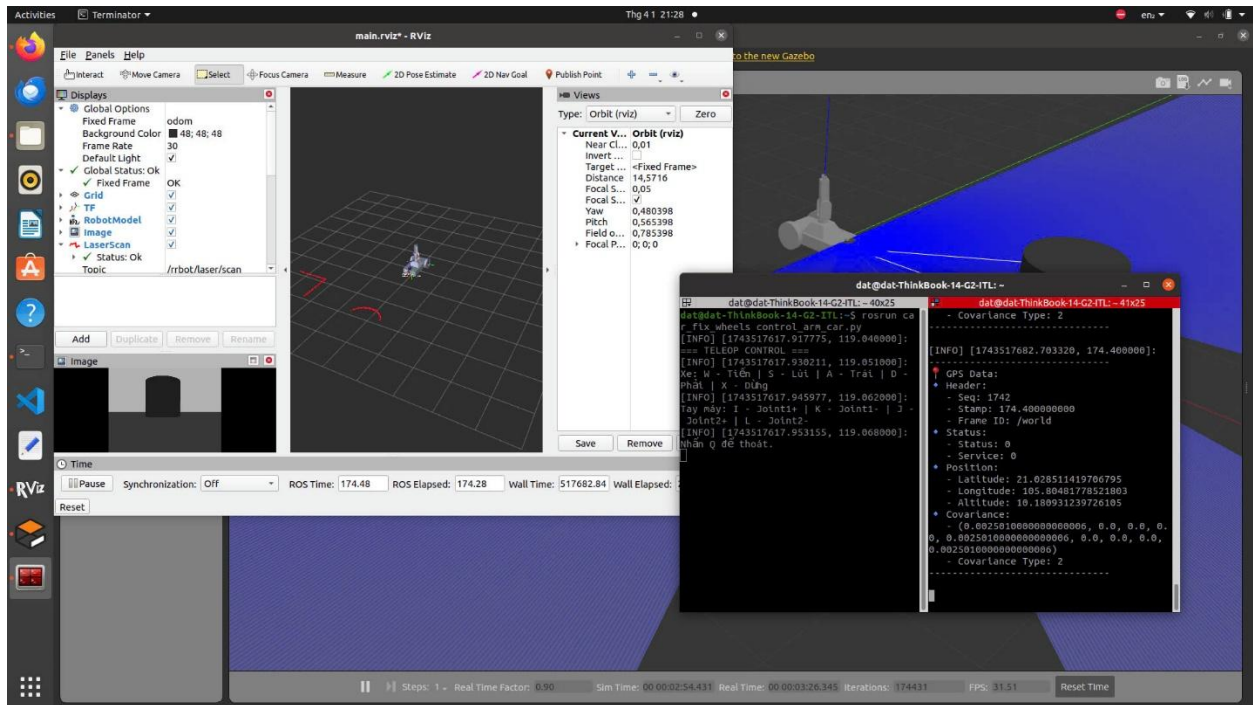 Activities
Terminator
Thg 4 1 21:28
en₂
main.rviz* - RViz
to the new Gazebo
File Panels Help
Interact Move Camera Select Focus Camera Measure 2D Pose Estimate 2D Nav Goal Publish Point
Displays
Global Options
Fixed Frame odom
Background Color 48; 48; 48
Frame Rate 30
Default Light
Global Status: Ok
Fixed Frame OK
Grid
TF
RobotModel
Image
LaserScan
Status: Ok
Topic /rrbot/laser/scan
Add Duplicate Remove Rename
Image
Views
Type: Orbit (rviz) Zero
Current V... Orbit (rviz)
Near Cl... 0,01
Invert ...
Target ... <Fixed Frame>
Distance 14,5716
Focal S... 0,05
Focal S...
Yaw 0,480398
Pitch 0,565398
Field o... 0,785398
Focal P... 0; 0; 0
Save Remove
Time
Pause Synchronization: Off ROS Time: 174.48 ROS Elapsed: 174.28 Wall Time: 517682.84 Wall Elapsed:
Reset
dat@dat-ThinkBook-14-G2-ITL: ~
dat@dat-ThinkBook-14-G2-ITL: ~ 40x25
dat@dat-ThinkBook-14-G2-ITL:~$ rosrun ca
r_fix_wheels control_arm_car.py
[INFO] [1743517617.917775, 119.040000]:
=== TELEOP CONTROL ===
[INFO] [1743517617.930211, 119.051000]:
Xe: W - Tiến | S - Lùi | A - Trái | D -
Phải | X - Dừng
[INFO] [1743517617.945977, 119.062000]:
Tay máy: I - Joint1+ | K - Joint1- | J -
Joint2+ | L - Joint2-
[INFO] [1743517617.953155, 119.068000]:
Nhấn Q để thoát.
dat@dat-ThinkBook-14-G2-ITL: ~ 41x25
- Covariance Type: 2
-------------------------------
[INFO] [1743517682.703320, 174.400000]:
-------------------------------
📍 GPS Data:
🔹 Header:
- Seq: 1742
- Stamp: 174.400000000
- Frame ID: /world
🔹 Status:
- Status: 0
- Service: 0
🔹 Position:
- Latitude: 21.028511419706795
- Longitude: 105.80481778521803
- Altitude: 10.180931239726105
🔹 Covariance:
- (0.0025010000000000006, 0.0, 0.0, 0.
0, 0.0025010000000000006, 0.0, 0.0, 0.0,
0.0025010000000000006)
- Covariance Type: 2
-------------------------------
RViz
Steps: 1 Real Time Factor: 0.90 Sim Time: 00 00:02:54.431 Real Time: 00 00:03:26.345 Iterations: 174431 FPS: 31.51 Reset Time